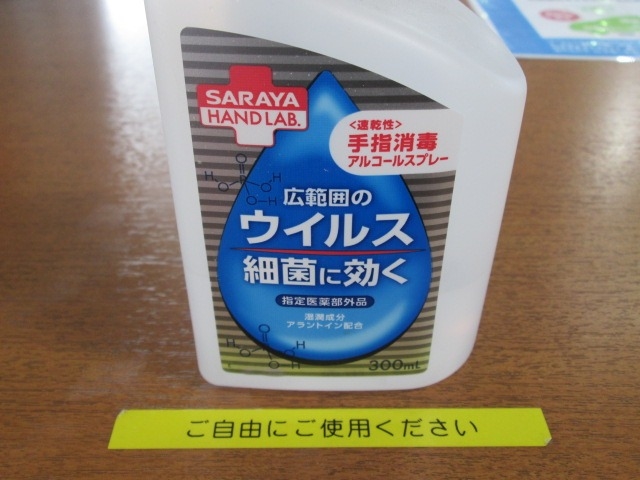 SARAYA
HAND LAB.
<速乾性>
手指消毒
アルコールスプレー
広範囲の
ウイルス
細菌に効く
指定医薬部外品
湿潤成分
アラントイン配合
300mL
ご自由にご使用ください